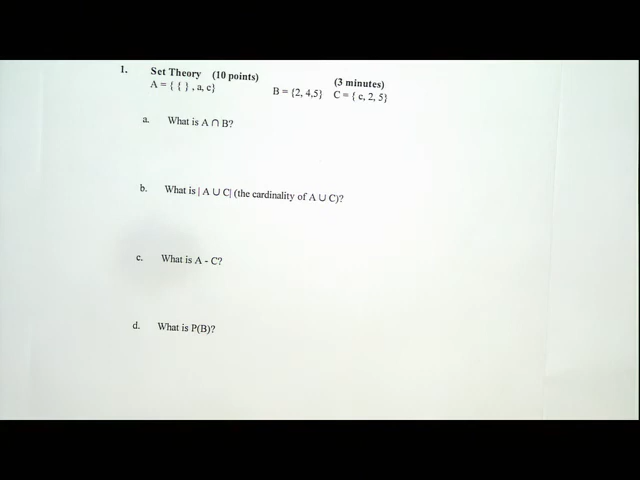 1. Set Theory (10 points) (3 minutes)
A = { { } , a, c} B = {2, 4,5} C = { c, 2, 5}
a. What is A ∩ B?
b. What is | A ∪ C| (the cardinality of A ∪ C)?
c. What is A - C?
d. What is P(B)?